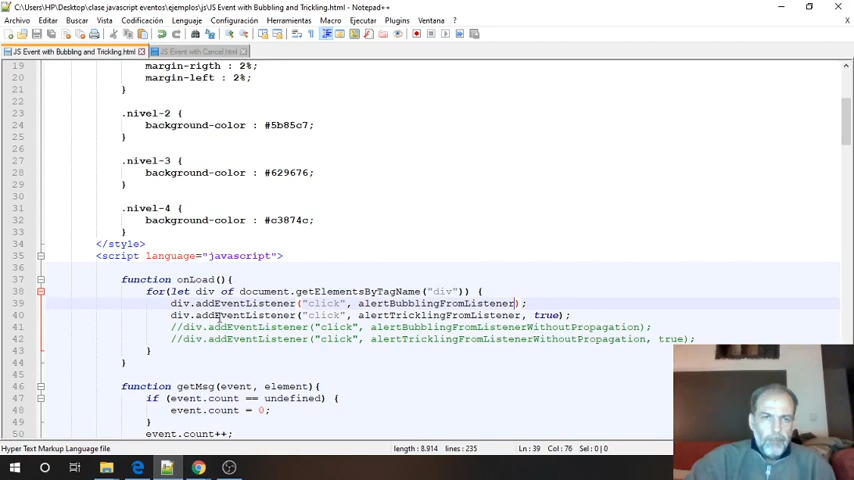 C:\Users\HP\Desktop\clase javascript eventos\ejemplos\js\JS Event with Bubbling and Trickling.html - Notepad++
Archivo Editar Buscar Vista Codificación Lenguaje Configuración Herramientas Macro Ejecutar Plugins Ventana ?
JS Event with Bubbling and Trickling.html JS Event with Cancel.html
19 margin-rigth : 2%;
20 margin-left : 2%;
21 }
22
23 .nivel-2 {
24 background-color : #5b85c7;
25 }
26
27 .nivel-3 {
28 background-color : #629676;
29 }
30
31 .nivel-4 {
32 background-color : #c3874c;
33 }
34 </style>
35 <script language="javascript">
36
37 function onLoad(){
38 for(let div of document.getElementsByTagName("div")) {
39 div.addEventListener("click", alertBubblingFromListener);
40 div.addEventListener("click", alertTricklingFromListener, true);
41 //div.addEventListener("click", alertBubblingFromListenerWithoutPropagation);
42 //div.addEventListener("click", alertTricklingFromListenerWithoutPropagation, true);
43 }
44 }
45
46 function getMsg(event, element){
47 if (event.count == undefined) {
48 event.count = 0;
49 }
50 event.count++;
Hyper Text Markup Language file length : 8.914 lines : 235 Ln : 39 Col : 76 Sel : 0 | 0